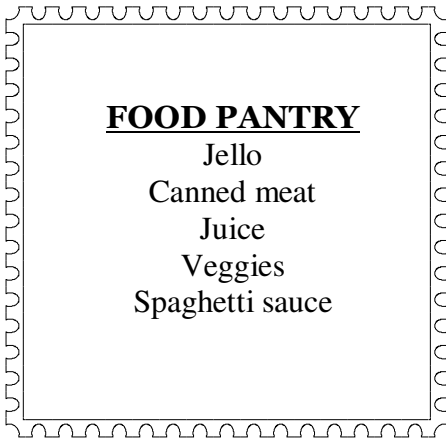 FOOD PANTRY
Jello
Canned meat
Juice
Veggies
Spaghetti sauce